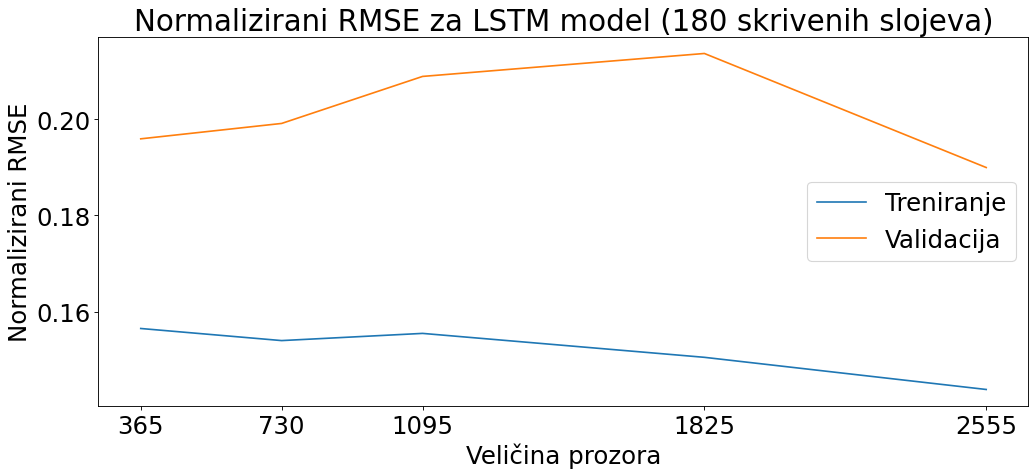 Normalizirani RMSE za LSTM model (180 skrivenih slojeva)
Normalizirani RMSE
0.20
0.18
0.16
Treniranje
Validacija
365 730 1095 1825 2555
Veličina prozora